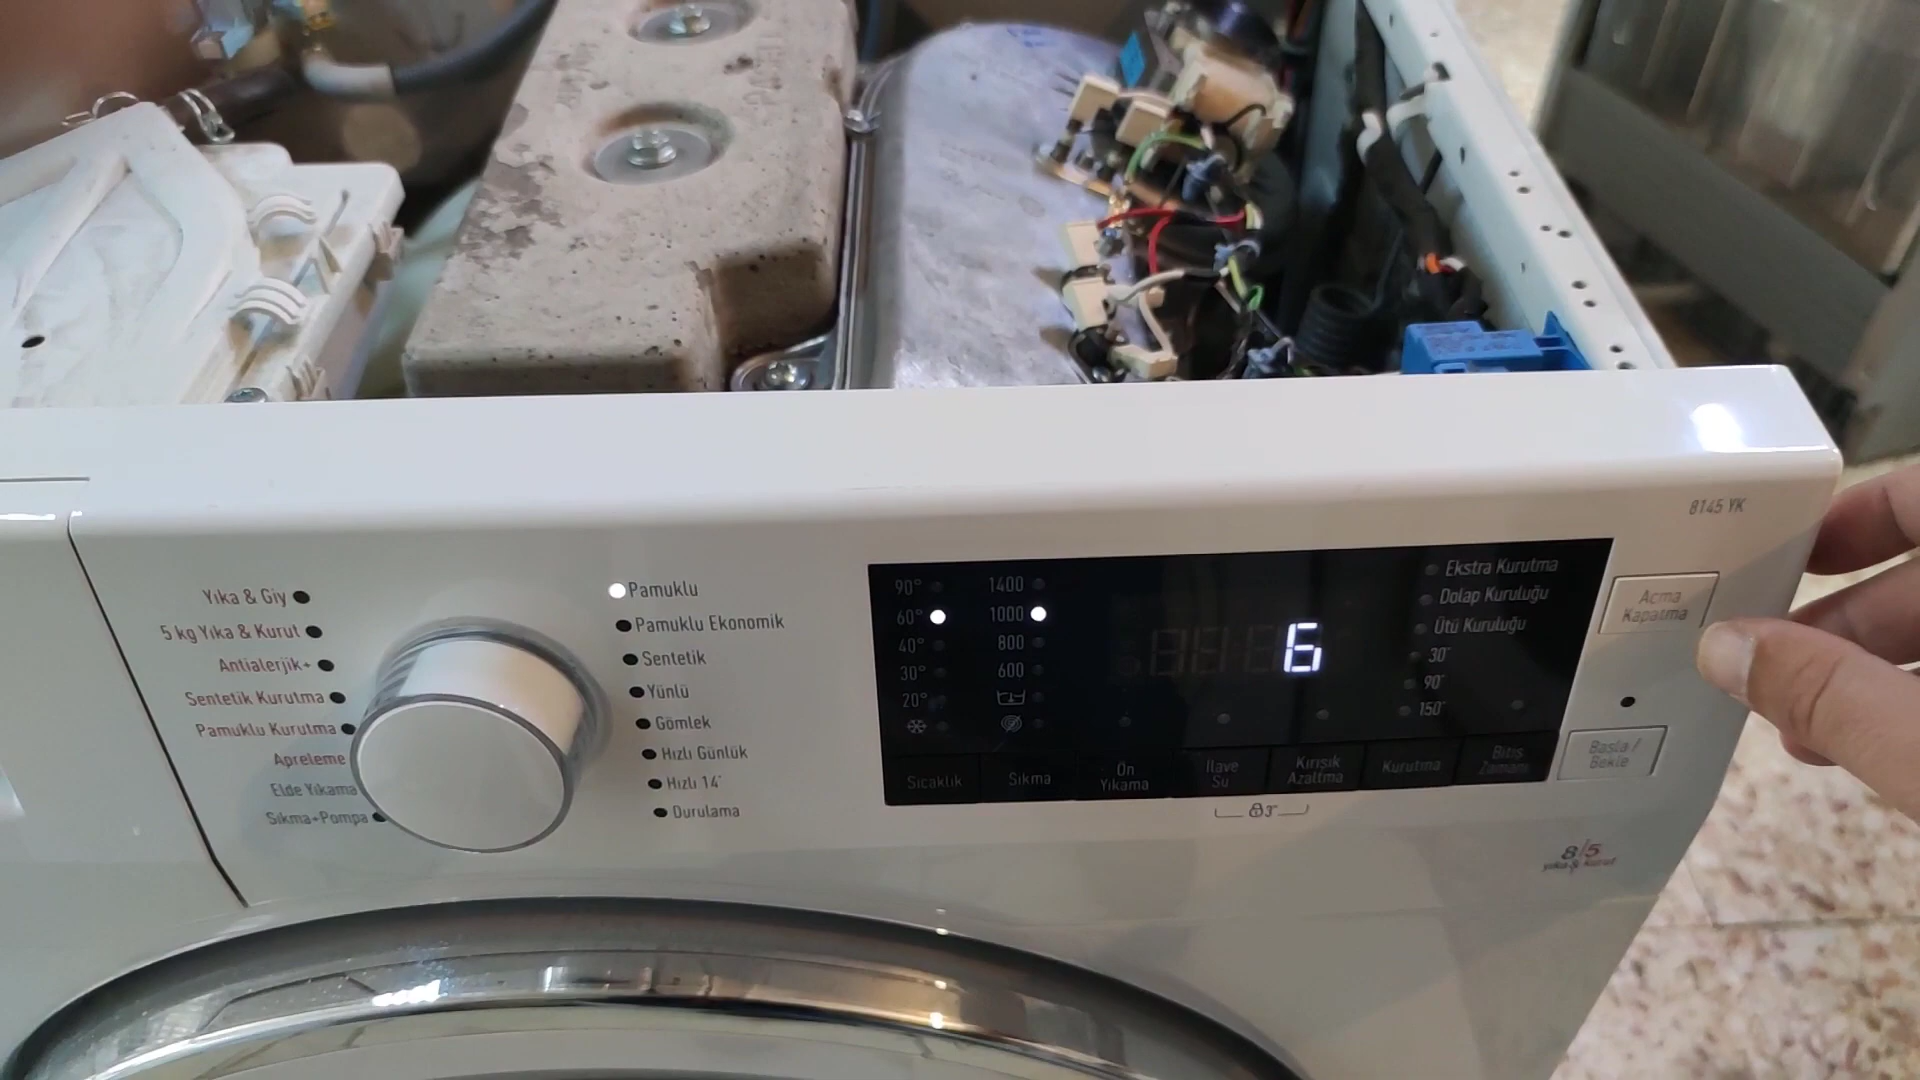 8145 YK
Yıka & Giy
5 kg Yıka & Kurut
Antialerjik+
Sentetik Kurutma
Pamuklu Kurutma
Apreleme
Elde Yıkama
Sıkma+Pompa
Pamuklu
Pamuklu Ekonomik
Sentetik
Yünlü
Gömlek
Hızlı Günlük
Hızlı 14'
Durulama
90°
60°
40°
30°
20°
1400
1000
800
600
6
Ekstra Kurutma
Dolap Kuruluğu
Ütü Kuruluğu
30'
90'
150'
Sıcaklık
Sıkma
Ön
Yıkama
İlave
Su
Kırışık
Azaltma
Kurutma
Bitiş
Zamanı
3"
Açma
Kapatma
Başla /
Bekle
8/5
yıka & kurut